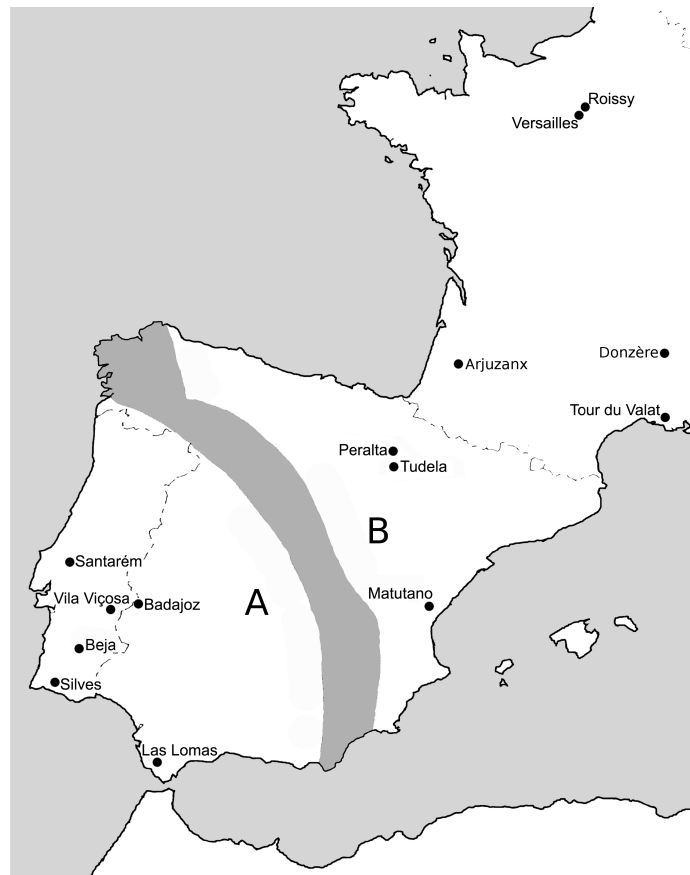 Roissy
Versailles
Donzère
Arjuzanx
Tour du Valat
Peralta
Tudela
B
Santarém
Matutano
Vila Viçosa
Badajoz
A
Beja
Silves
Las Lomas